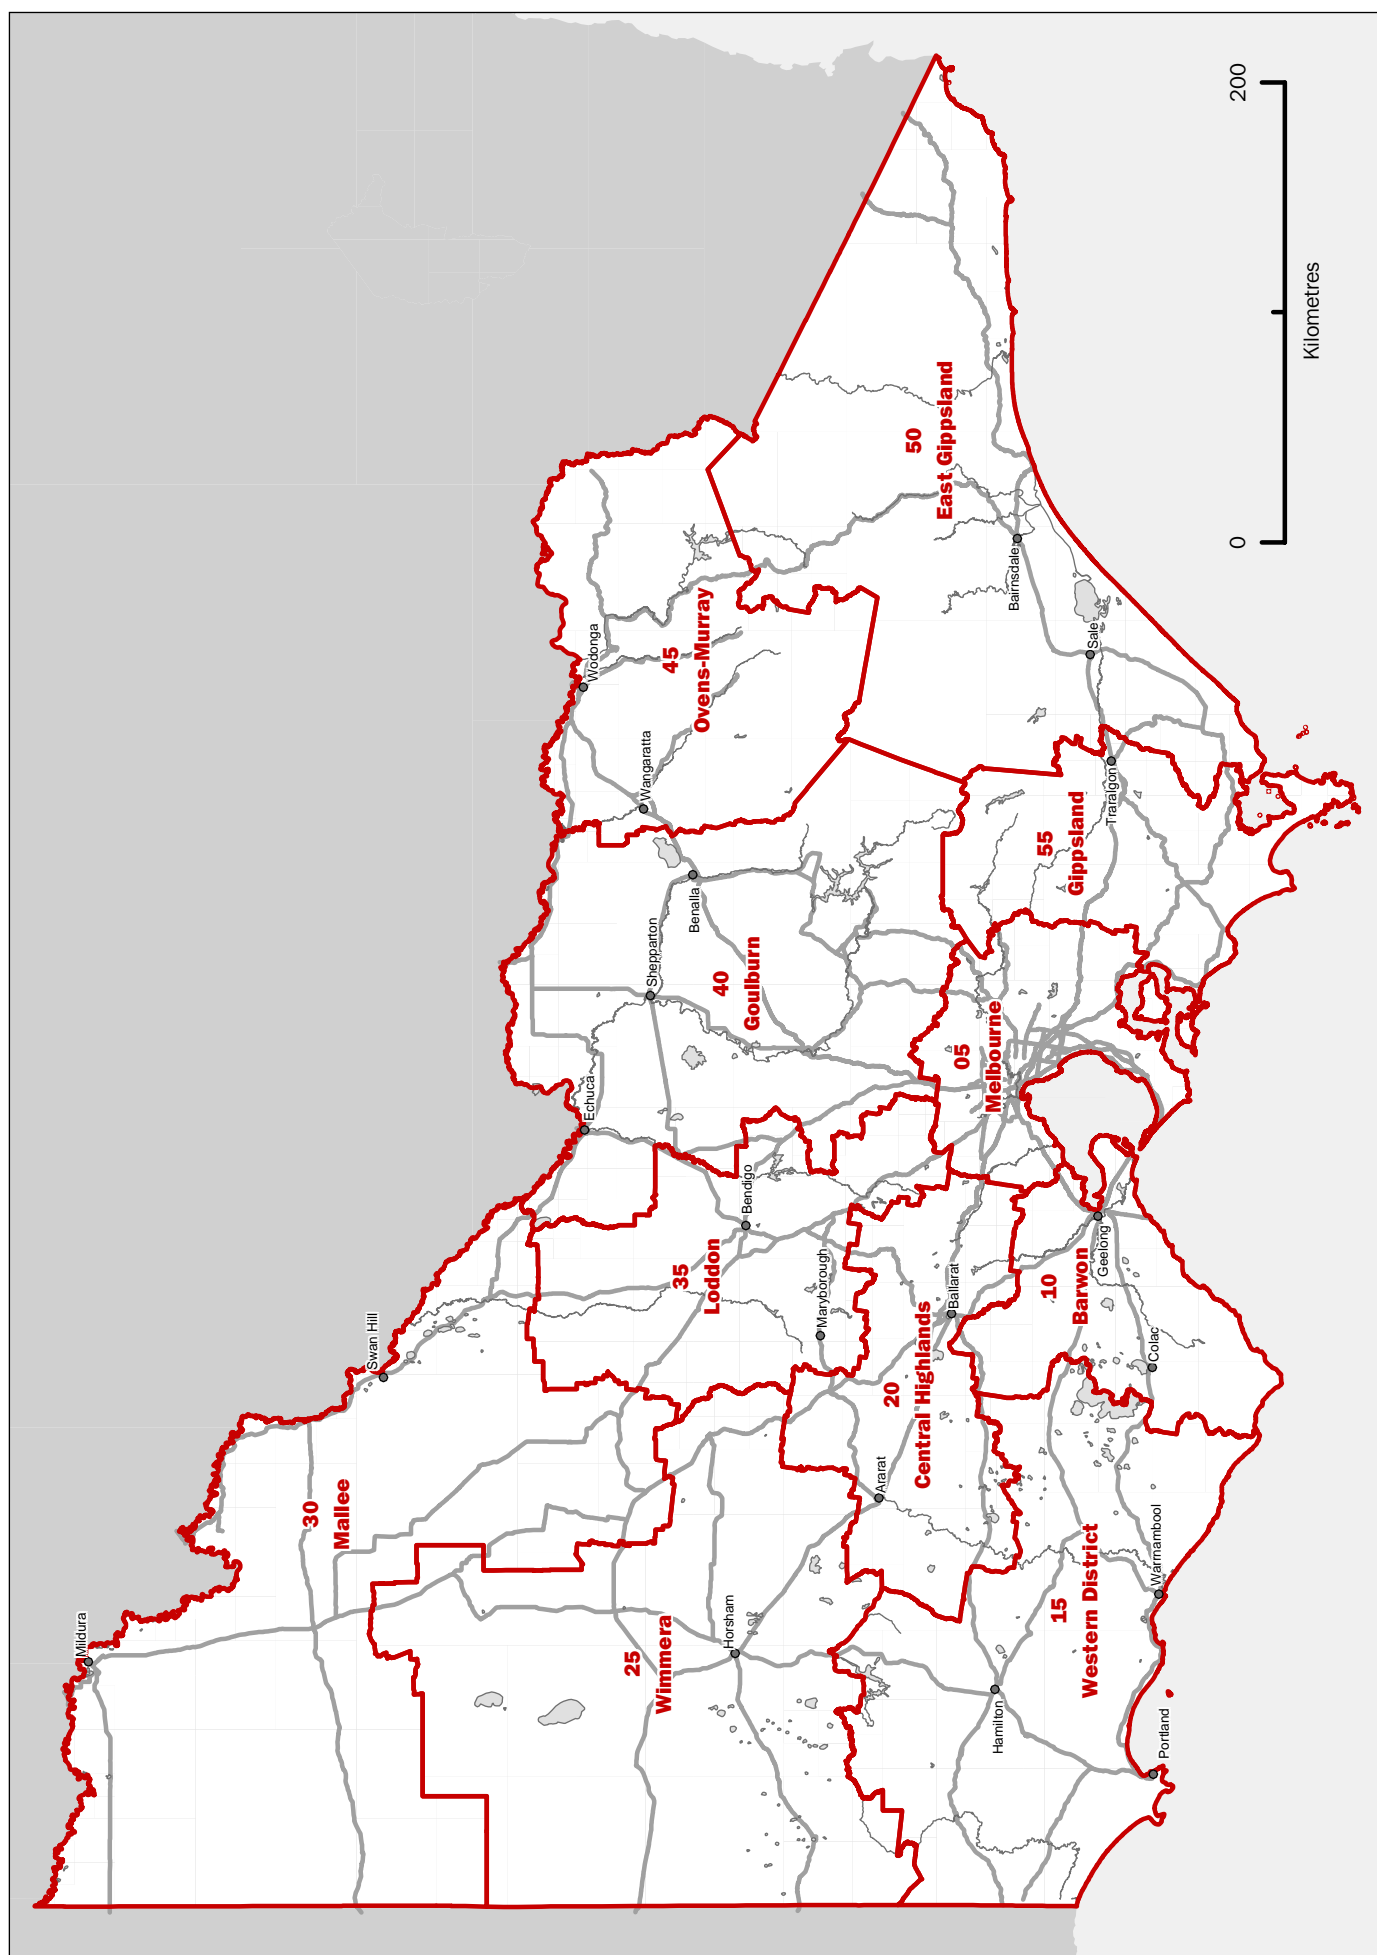 Mildura
30
Mallee
Swan Hill
25
Wimmera
Horsham
Echuca
Wodonga
Wangaratta
45
Ovens-Murray
Shepparton
Benalla
40
Goulburn
35
Loddon
Bendigo
Maryborough
20
Central Highlands
Ararat
Ballarat
50
East Gippsland
Bairnsdale
Sale
05
Melbourne
55
Gippsland
Traralgon
Hamilton
15
Western District
10
Barwon
Geelong
Colac
Warrnambool
Portland
0
200
Kilometres